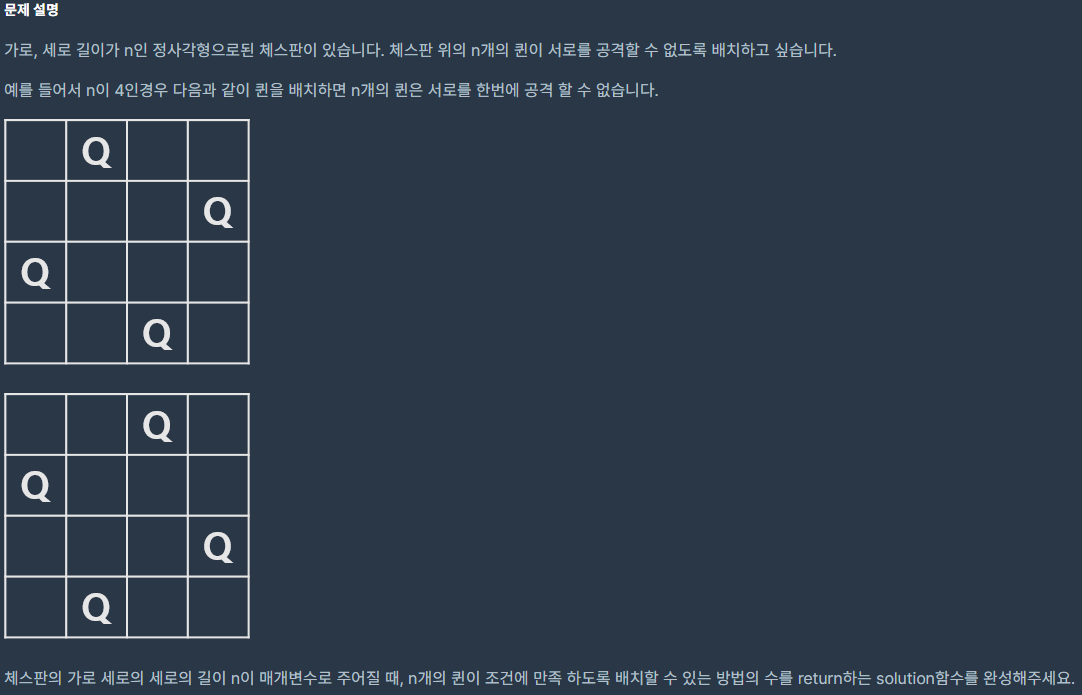 문제 설명
가로, 세로 길이가 n인 정사각형으로된 체스판이 있습니다. 체스판 위의 n개의 퀸이 서로를 공격할 수 없도록 배치하고 싶습니다.
예를 들어서 n이 4인경우 다음과 같이 퀸을 배치하면 n개의 퀸은 서로를 한번에 공격 할 수 없습니다.
Q
Q
Q
Q
Q
Q
Q
Q
체스판의 가로 세로의 세로의 길이 n이 매개변수로 주어질 때, n개의 퀸이 조건에 만족 하도록 배치할 수 있는 방법의 수를 return하는 solution함수를 완성해주세요.